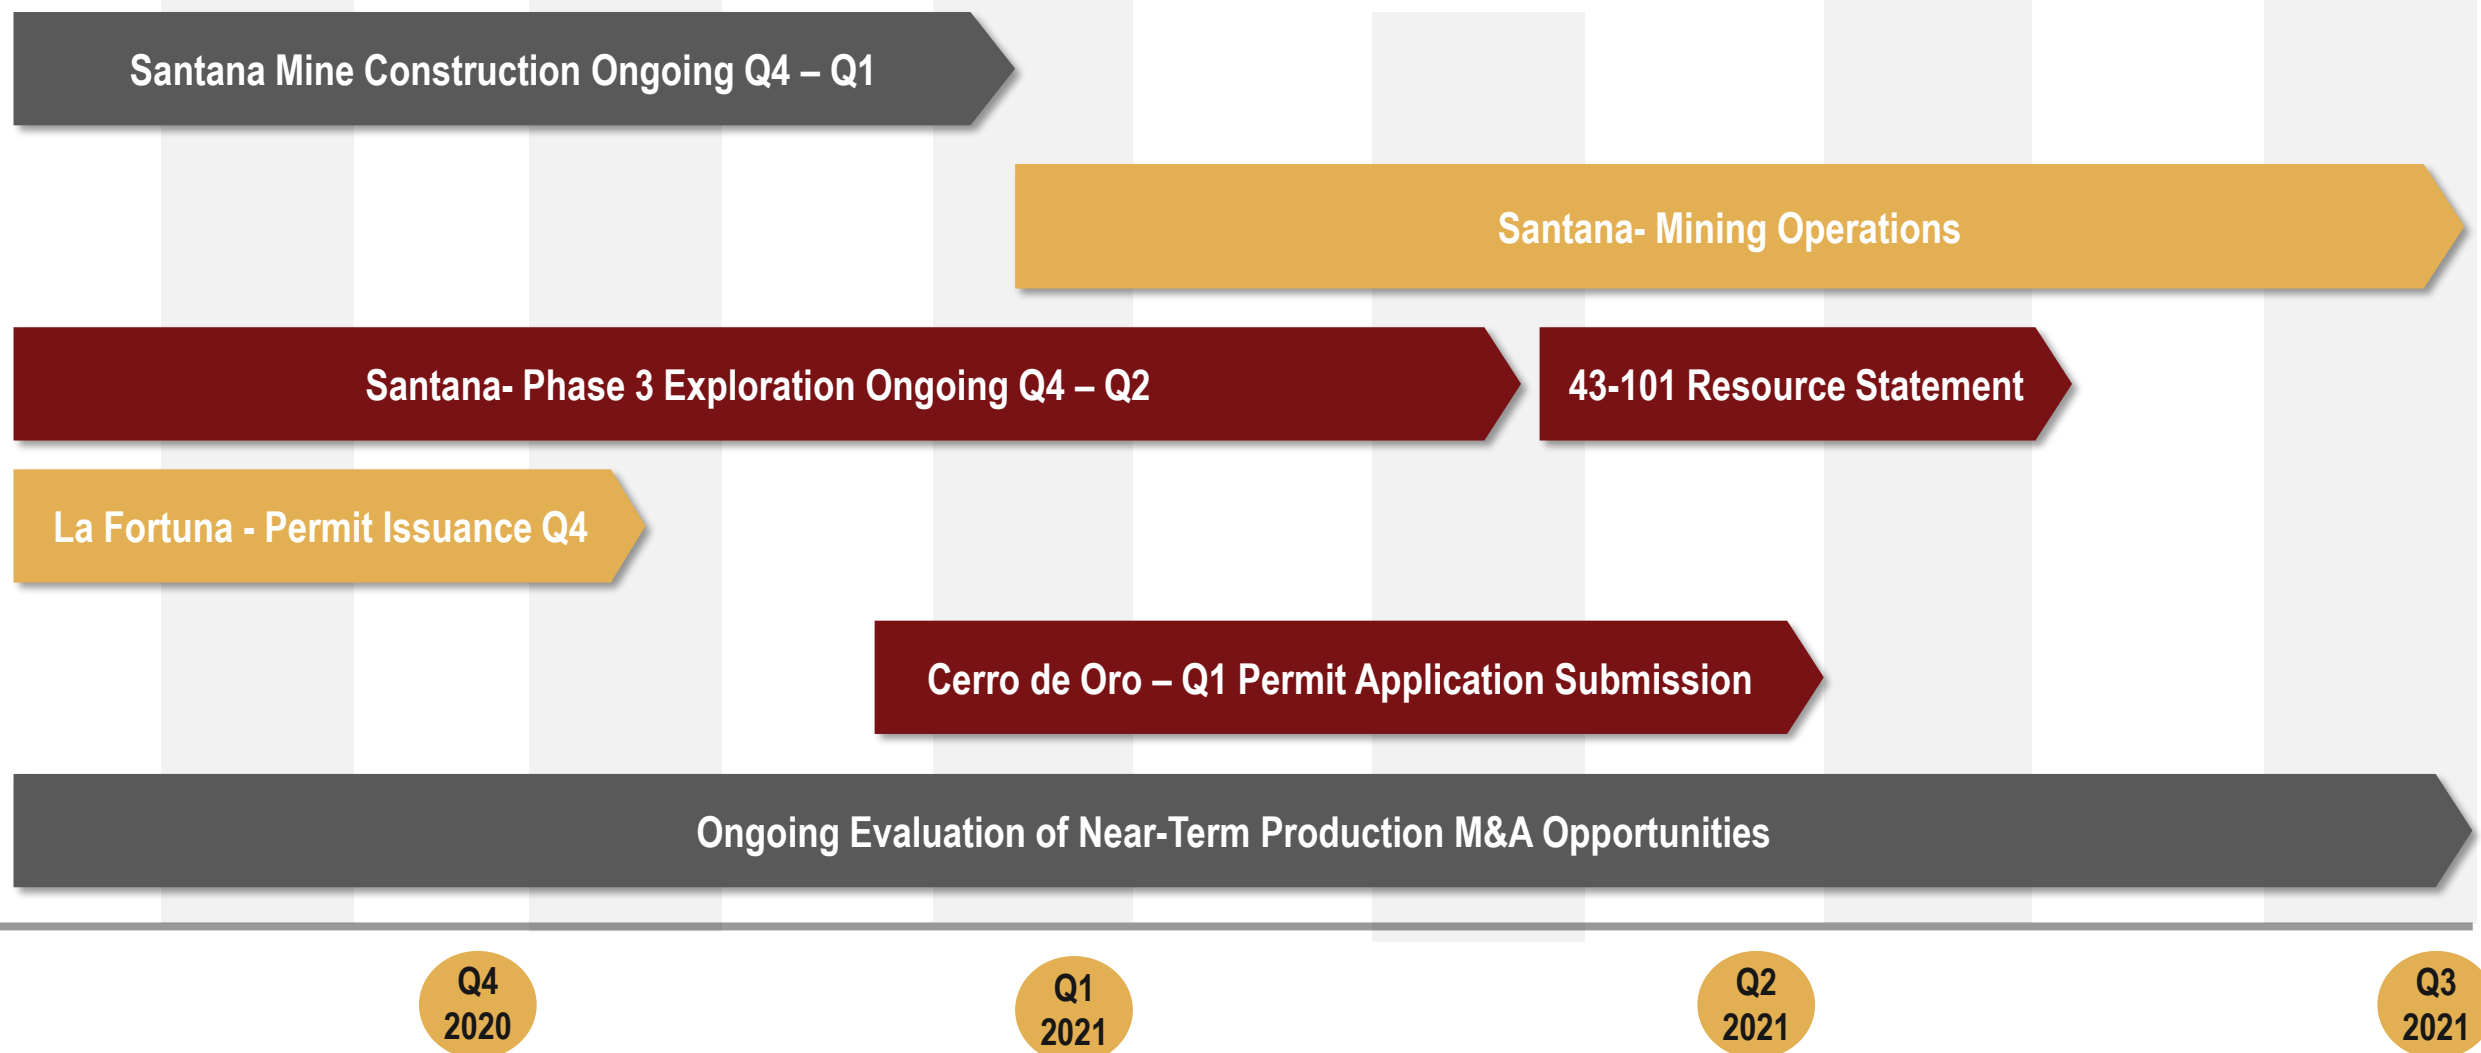 Santana Mine Construction Ongoing Q4 – Q1
Santana- Mining Operations
Santana- Phase 3 Exploration Ongoing Q4 – Q2
43-101 Resource Statement
La Fortuna - Permit Issuance Q4
Cerro de Oro – Q1 Permit Application Submission
Ongoing Evaluation of Near-Term Production M&A Opportunities
Q4
2020
Q1
2021
Q2
2021
Q3
2021